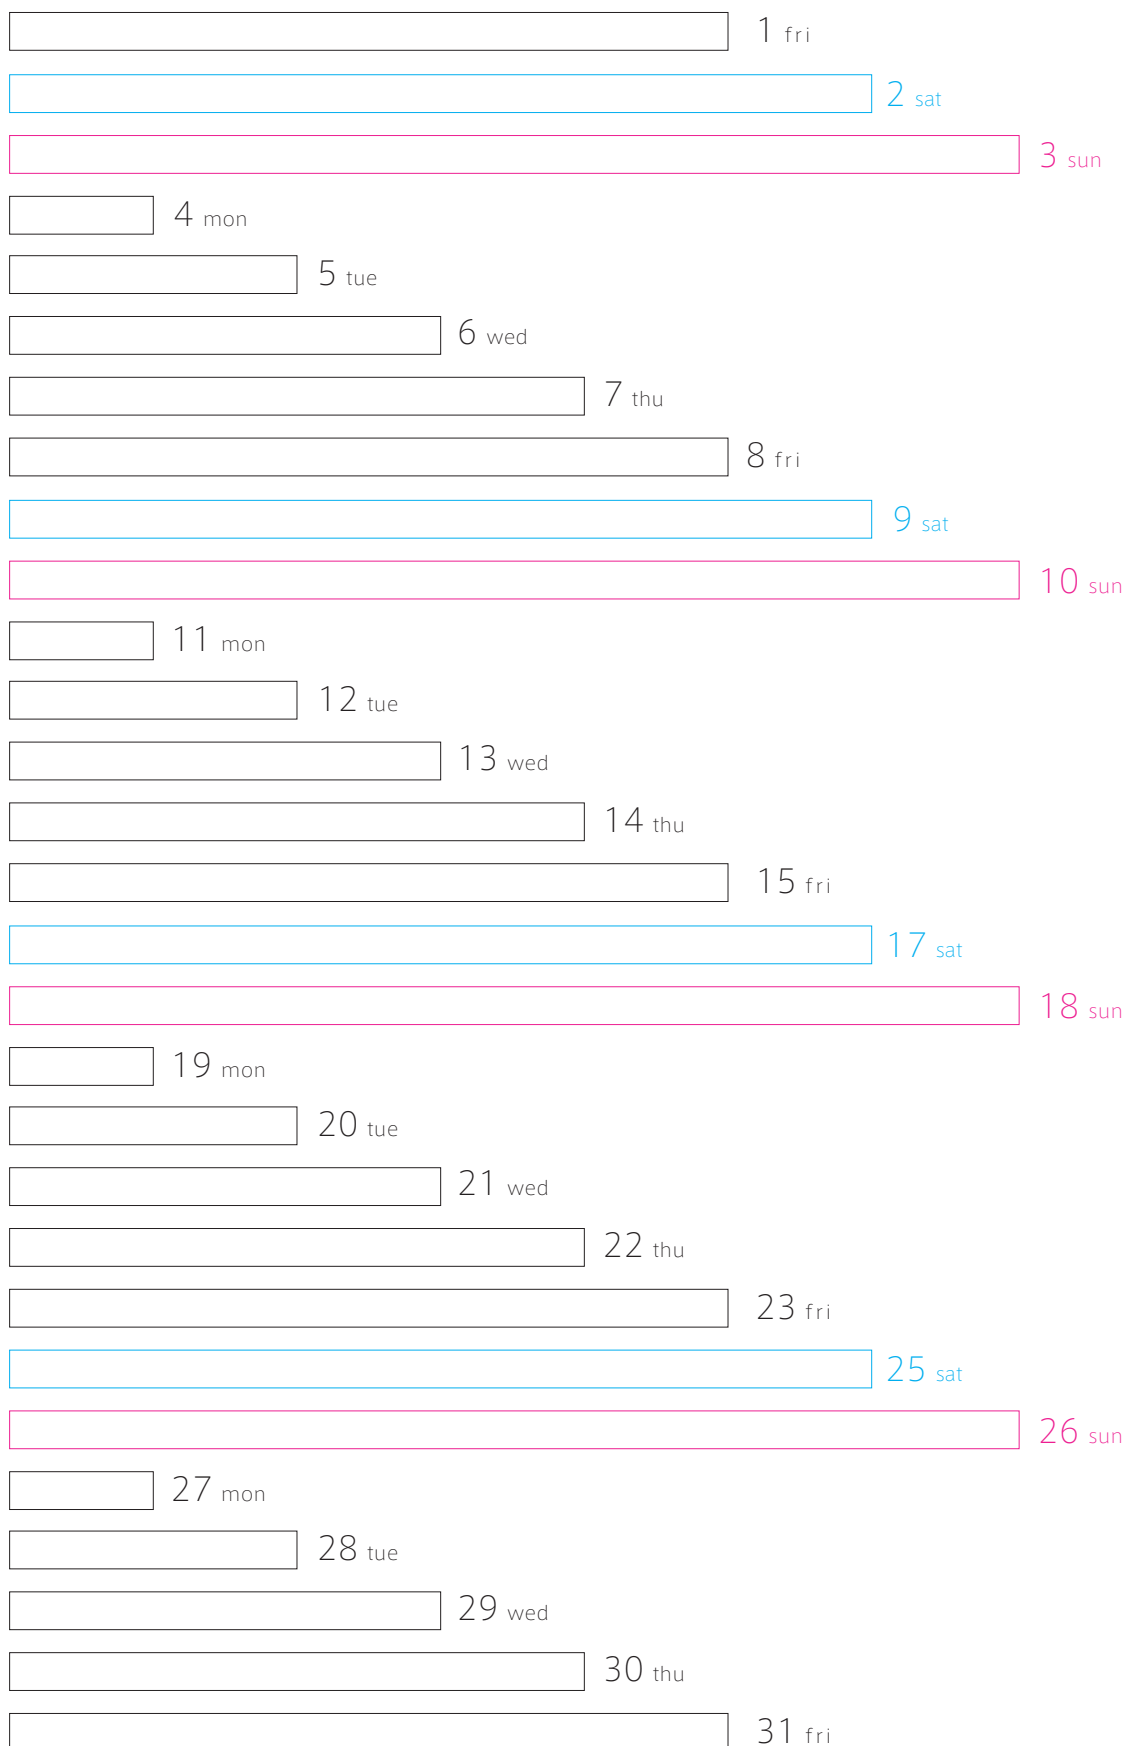 1 fri
2 sat
3 sun
4 mon
5 tue
6 wed
7 thu
8 fri
9 sat
10 sun
11 mon
12 tue
13 wed
14 thu
15 fri
17 sat
18 sun
19 mon
20 tue
21 wed
22 thu
23 fri
25 sat
26 sun
27 mon
28 tue
29 wed
30 thu
31 fri